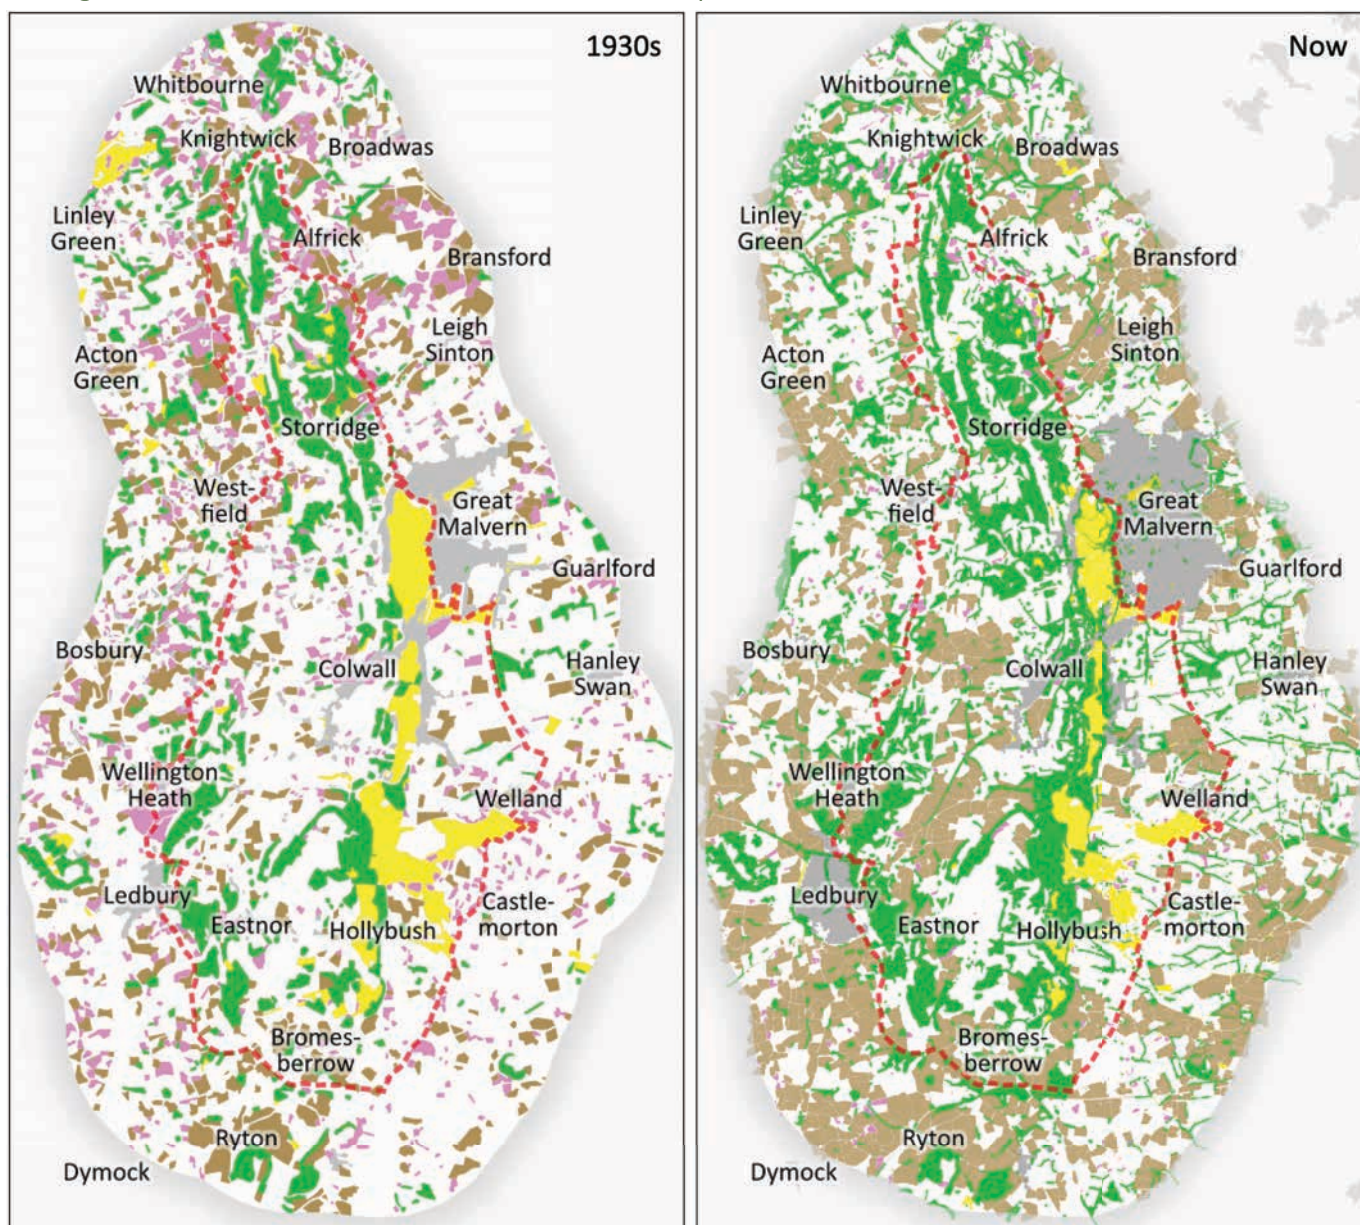 1930s
Whitbourne
Knightwick
Broadwas
Linley
Green
Alfrick
Bransford
Leigh
Sinton
Acton
Green
Storridge
West-
field
Great
Malvern
Guarlford
Bosbury
Colwall
Hanley
Swan
Wellington
Heath
Welland
Ledbury
Eastnor
Hollybush
Castle-
morton
Bromes-
berrow
Ryton
Dymock
Now
Whitbourne
Knightwick
Broadwas
Linley
Green
Alfrick
Bransford
Leigh
Sinton
Acton
Green
Storridge
West-
field
Great
Malvern
Guarlford
Bosbury
Colwall
Hanley
Swan
Wellington
Heath
Welland
Ledbury
Eastnor
Hollybush
Castle-
morton
Bromes-
berrow
Ryton
Dymock